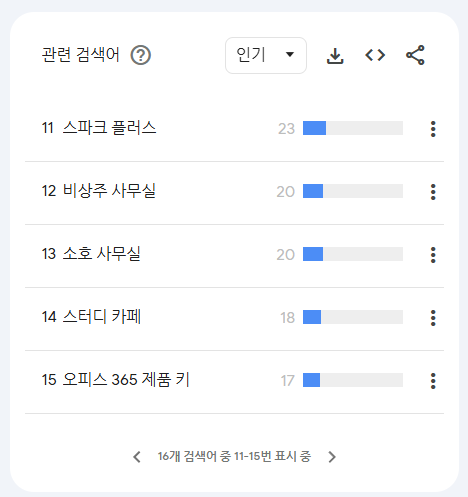 관련 검색어 ?
인기
11 스파크 플러스 23
12 비상주 사무실 20
13 소호 사무실 20
14 스터디 카페 18
15 오피스 365 제품 키 17
16개 검색어 중 11-15번 표시 중